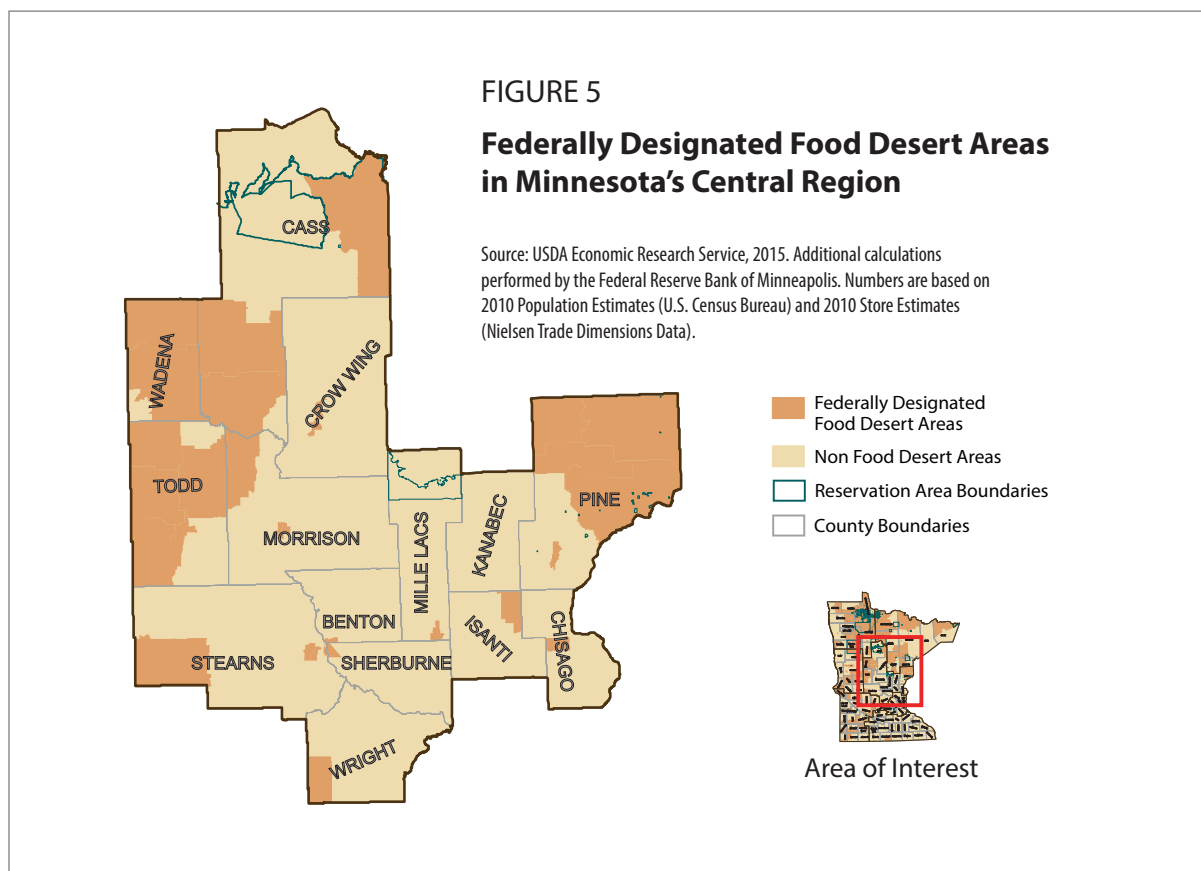 FIGURE 5
Federally Designated Food Desert Areas
in Minnesota's Central Region
Source: USDA Economic Research Service, 2015. Additional calculations
performed by the Federal Reserve Bank of Minneapolis. Numbers are based on
2010 Population Estimates (U.S. Census Bureau) and 2010 Store Estimates
(Nielsen Trade Dimensions Data).
CASS
WADENA
CROW WING
TODD
MORRISON
MILLE LACS
KANABEC
PINE
BENTON
ISANTI
CHISAGO
STEARNS
SHERBURNE
WRIGHT
Federally Designated
Food Desert Areas
Non Food Desert Areas
Reservation Area Boundaries
County Boundaries
Area of Interest